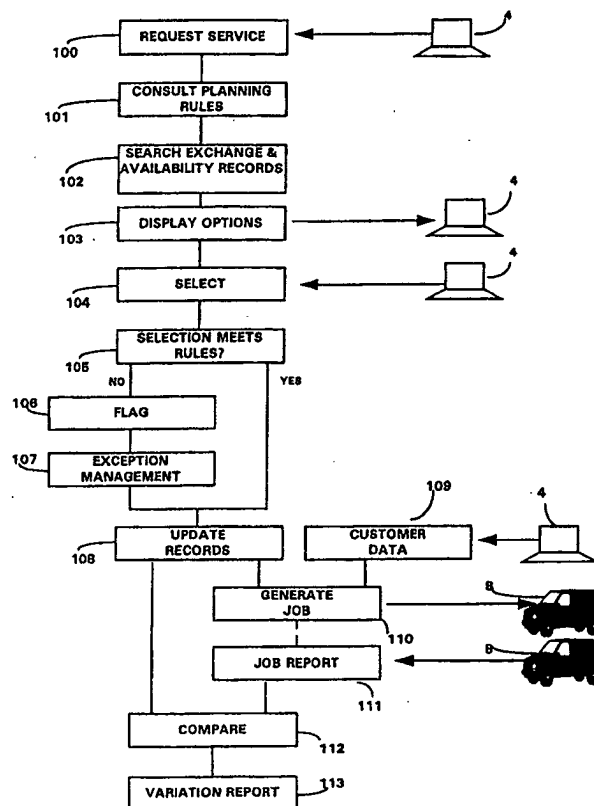 4
REQUEST SERVICE
100
CONSULT PLANNING
RULES
101
SEARCH EXCHANGE &
AVAILABILITY RECORDS
102
4
DISPLAY OPTIONS
103
4
SELECT
104
SELECTION MEETS
RULES?
105
NO
YES
106
FLAG
107
EXCEPTION
MANAGEMENT
109
4
UPDATE
RECORDS
108
CUSTOMER
DATA
8
GENERATE
JOB
110
8
JOB REPORT
111
COMPARE
112
VARIATION REPORT
113